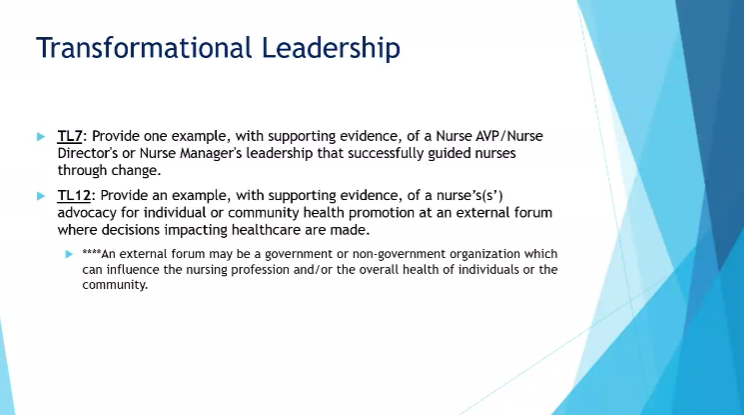 Transformational Leadership
TL7: Provide one example, with supporting evidence, of a Nurse AVP/Nurse
Director's or Nurse Manager's leadership that successfully guided nurses
through change.
TL12: Provide an example, with supporting evidence, of a nurse's(s')
advocacy for individual or community health promotion at an external forum
where decisions impacting healthcare are made.
****An external forum may be a government or non-government organization which
can influence the nursing profession and/or the overall health of individuals or the
community.